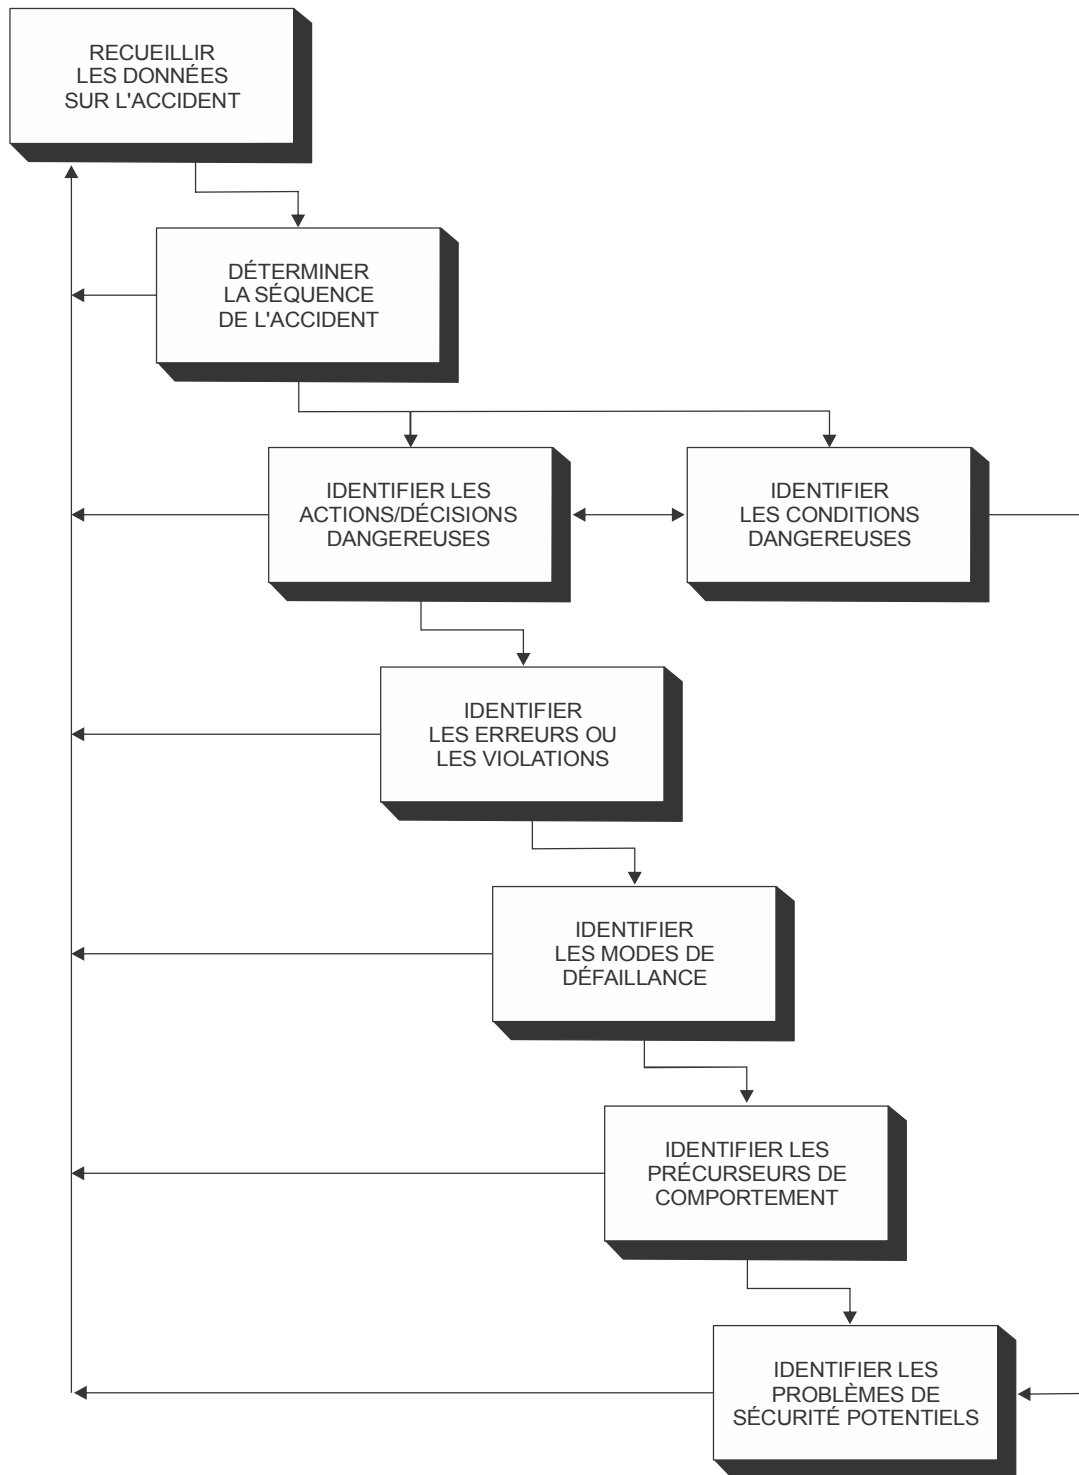 RECUEILLIR
LES DONNÉES
SUR L'ACCIDENT
DÉTERMINER
LA SÉQUENCE
DE L'ACCIDENT
IDENTIFIER LES
ACTIONS/DÉCISIONS
DANGEREUSES
IDENTIFIER
LES CONDITIONS
DANGEREUSES
IDENTIFIER
LES ERREURS OU
LES VIOLATIONS
IDENTIFIER
LES MODES DE
DÉFAILLANCE
IDENTIFIER LES
PRÉCURSEURS DE
COMPORTEMENT
IDENTIFIER LES
PROBLÈMES DE
SÉCURITÉ POTENTIELS